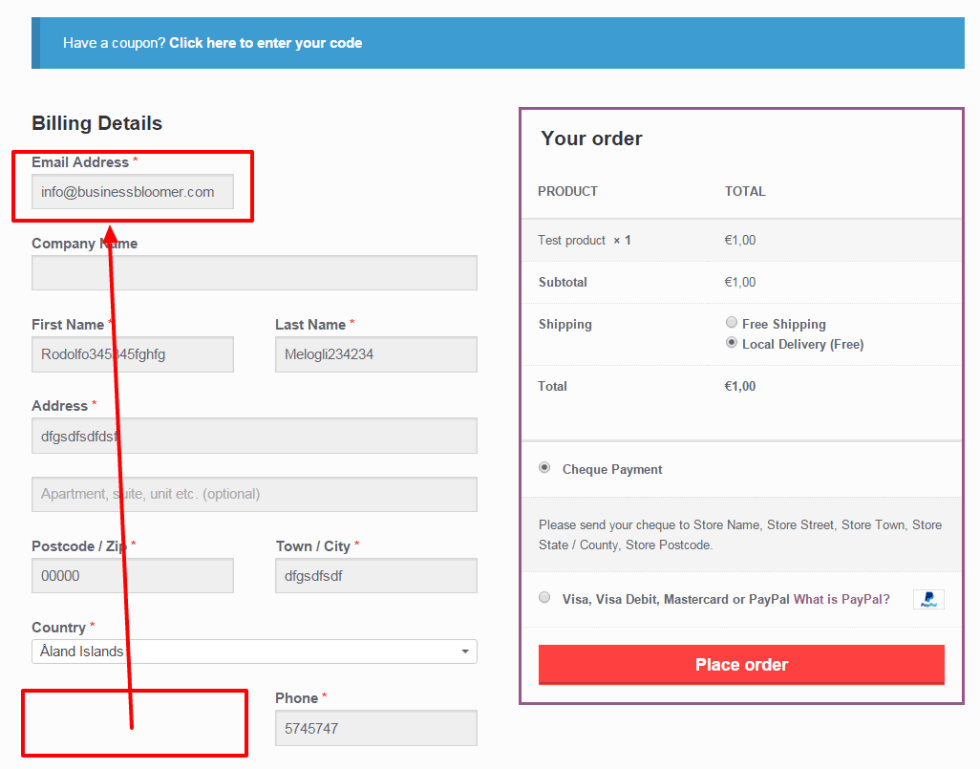 Have a coupon? Click here to enter your code
Billing Details
Email Address *
info@businessbloomer.com
Company Name
First Name *
Last Name *
Rodolfo345345fghfg
Melogli234234
Address *
dfgsdfsdfdsf
Apartment, suite, unit etc. (optional)
Postcode / Zip *
Town / City *
00000
dfgsdfsdf
Country *
Åland Islands
Phone *
5745747
Your order
PRODUCT TOTAL
Test product × 1 €1,00
Subtotal €1,00
Shipping Free Shipping
Local Delivery (Free)
Total €1,00
Cheque Payment
Please send your cheque to Store Name, Store Street, Store Town, Store
State / County, Store Postcode.
Visa, Visa Debit, Mastercard or PayPal What is PayPal? PayPal
Place order